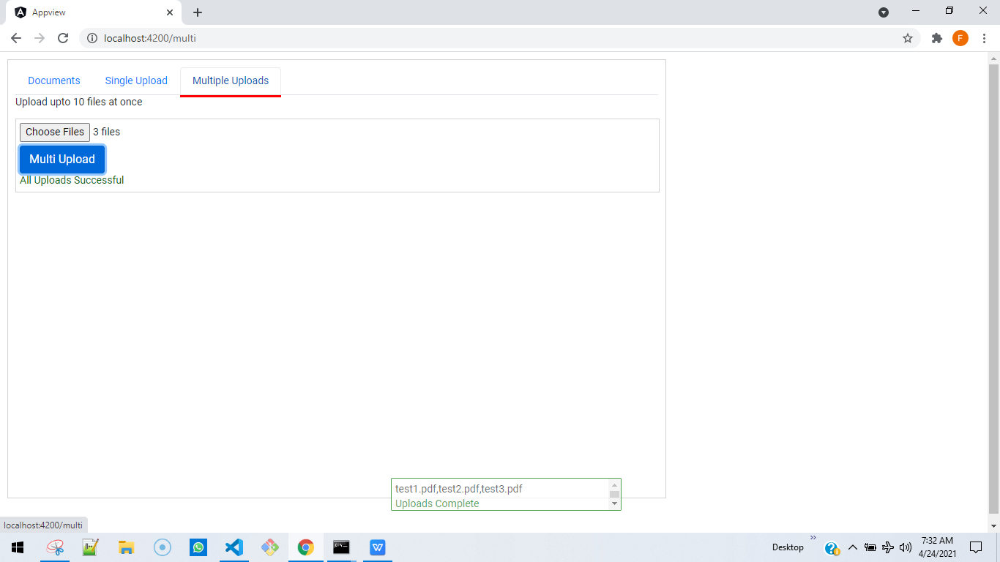 Appview
localhost:4200/multi
F
Documents Single Upload Multiple Uploads
Upload upto 10 files at once
Choose Files 3 files
Multi Upload
All Uploads Successful
test1.pdf,test2.pdf,test3.pdf
Uploads Complete
localhost:4200/multi
Desktop
7:32 AM
4/24/2021